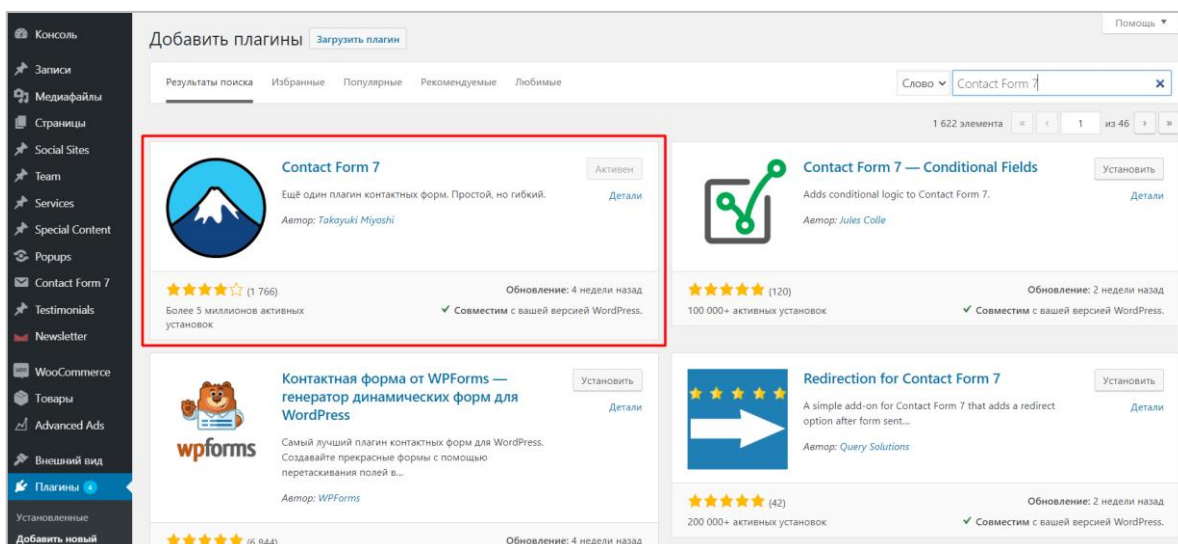 Помощь
Консоль
Записи
Медиафайлы
Страницы
Social Sites
Team
Services
Special Content
Popups
Contact Form 7
Testimonials
Newsletter
WooCommerce
Товары
Advanced Ads
Внешний вид
Плагины 4
Установленные
Добавить новый
Добавить плагины Загрузить плагин
Результаты поиска Избранные Популярные Рекомендуемые Любимые Слово Contact Form 7
1 622 элемента « ‹ 1 из 46 › »
Contact Form 7
Активен
Ещё один плагин контактных форм. Простой, но гибкий.
Детали
Автор: Takayuki Miyoshi
(1 766)
Обновление: 4 недели назад
Более 5 миллионов активных
установок
✔ Совместим с вашей версией WordPress.
Contact Form 7 — Conditional Fields
Установить
Adds conditional logic to Contact Form 7.
Детали
Автор: Jules Colle
(120)
Обновление: 2 недели назад
100 000+ активных установок
✔ Совместим с вашей версией WordPress.
wpforms
Контактная форма от WPForms —
генератор динамических форм для
WordPress
Установить
Детали
Самый лучший плагин контактных форм для WordPress.
Создавайте прекрасные формы с помощью
перетаскивания полей в...
Автор: WPForms
(6 844)
Обновление: 4 недели назад
Redirection for Contact Form 7
Установить
A simple add-on for Contact Form 7 that adds a redirect
option after form sent...
Детали
Автор: Query Solutions
(42)
Обновление: 2 недели назад
200 000+ активных установок
✔ Совместим с вашей версией WordPress.